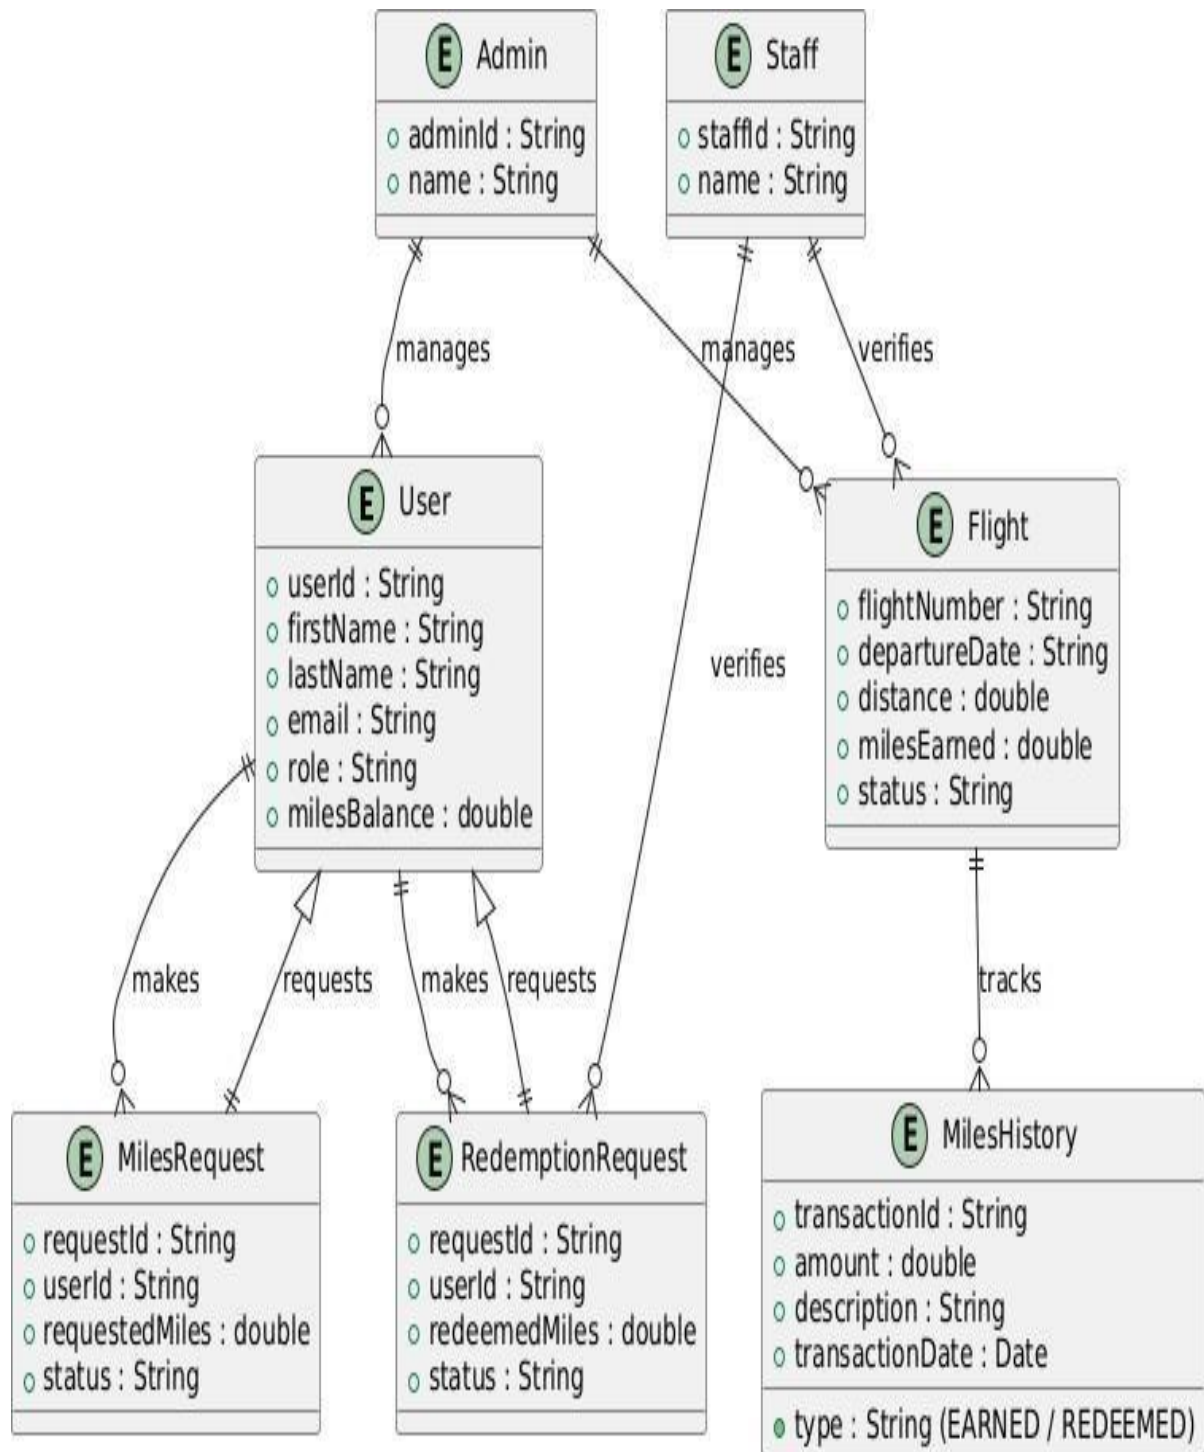 E Admin
adminId : String
name : String
E Staff
staffId : String
name : String
manages
manages
verifies
E User
userId : String
firstName : String
lastName : String
email : String
role : String
milesBalance : double
E Flight
flightNumber : String
departureDate : String
distance : double
milesEarned : double
status : String
verifies
makes
requests
makes
requests
tracks
E MilesRequest
requestId : String
userId : String
requestedMiles : double
status : String
E RedemptionRequest
requestId : String
userId : String
redeemedMiles : double
status : String
E MilesHistory
transactionId : String
amount : double
description : String
transactionDate : Date
type : String (EARNED / REDEEMED)